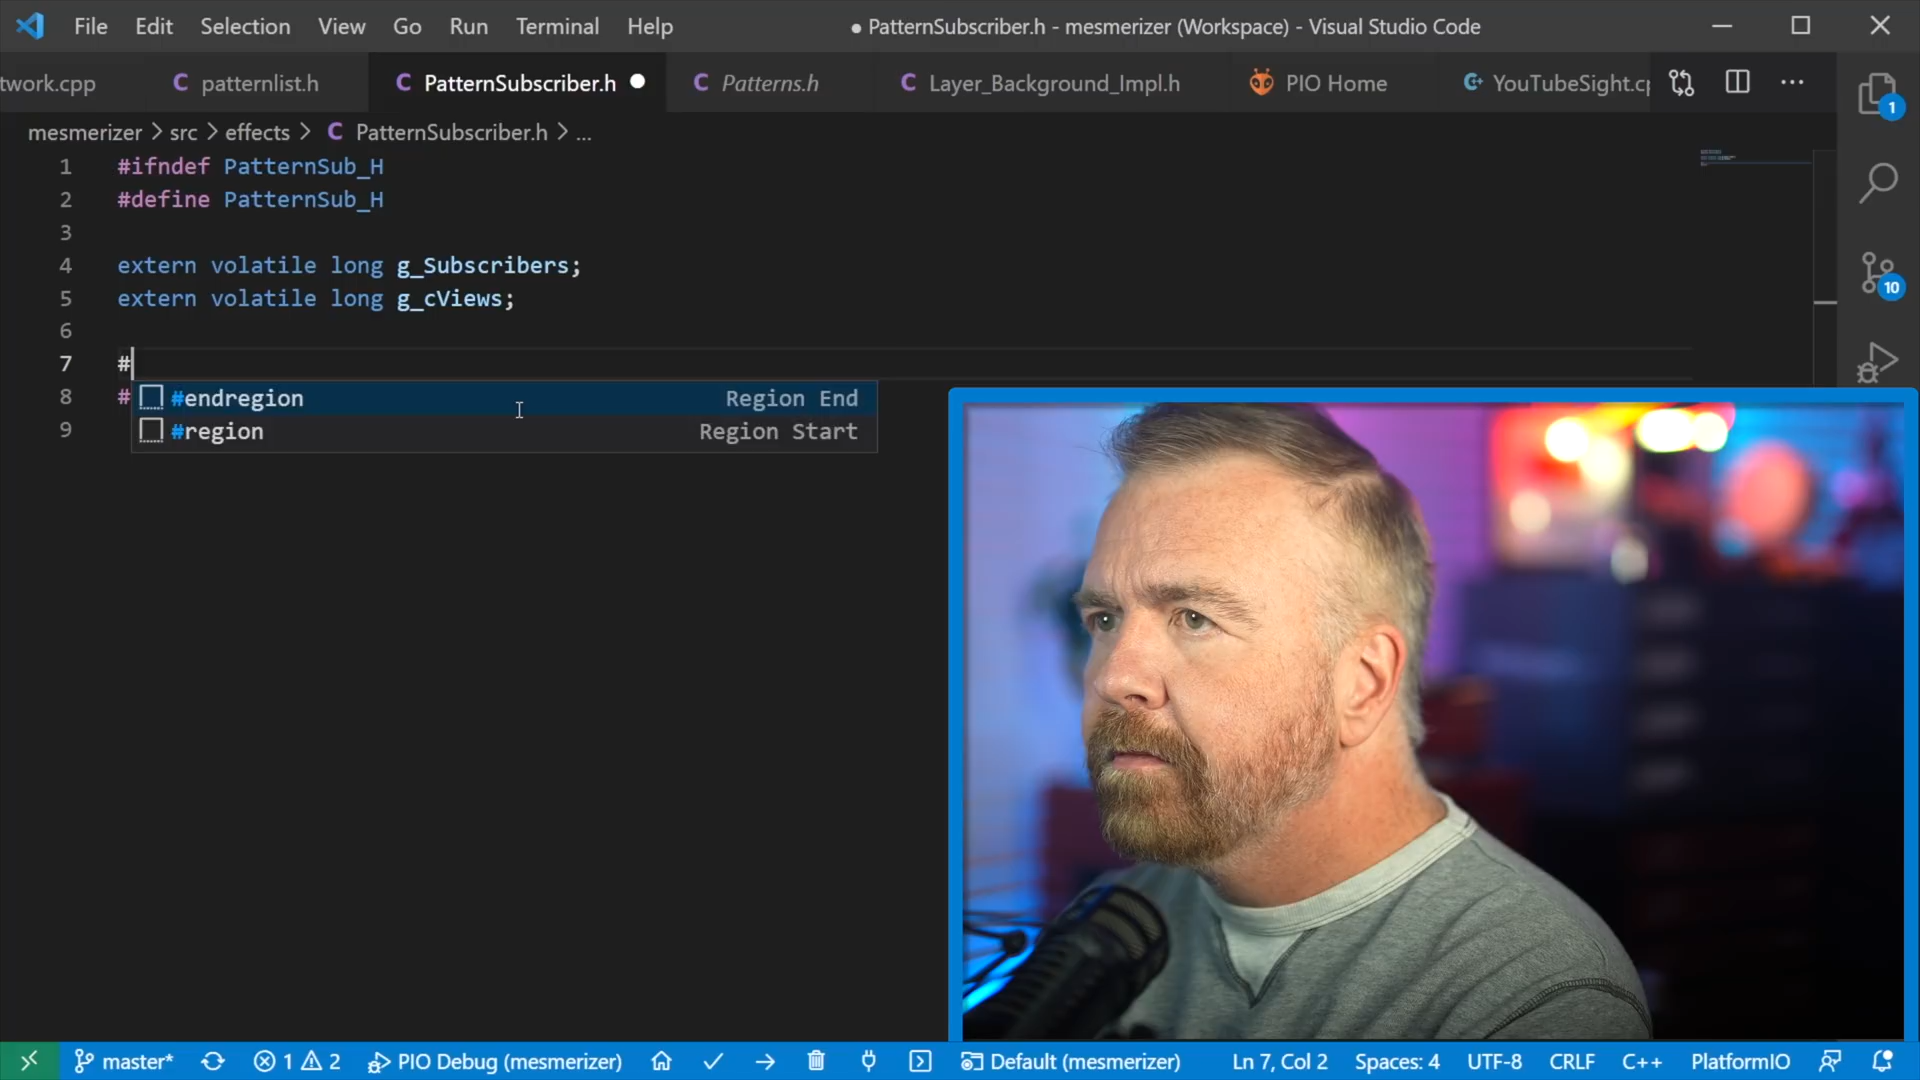 File Edit Selection View Go Run Terminal Help ● PatternSubscriber.h - mesmerizer (Workspace) - Visual Studio Code
twork.cpp C patternlist.h C PatternSubscriber.h C Patterns.h C Layer_Background_Impl.h PIO Home YouTubeSight.cp ...
mesmerizer > src > effects > C PatternSubscriber.h > ...
1
1 #ifndef PatternSub_H
2 #define PatternSub_H
3
4 extern volatile long g_Subscribers;
5 extern volatile long g_cViews;
10
6
7 #
8 # #endregion Region End
9 #region Region Start
master* 1 2 PIO Debug (mesmerizer) Default (mesmerizer) Ln 7, Col 2 Spaces: 4 UTF-8 CRLF C++ PlatformIO